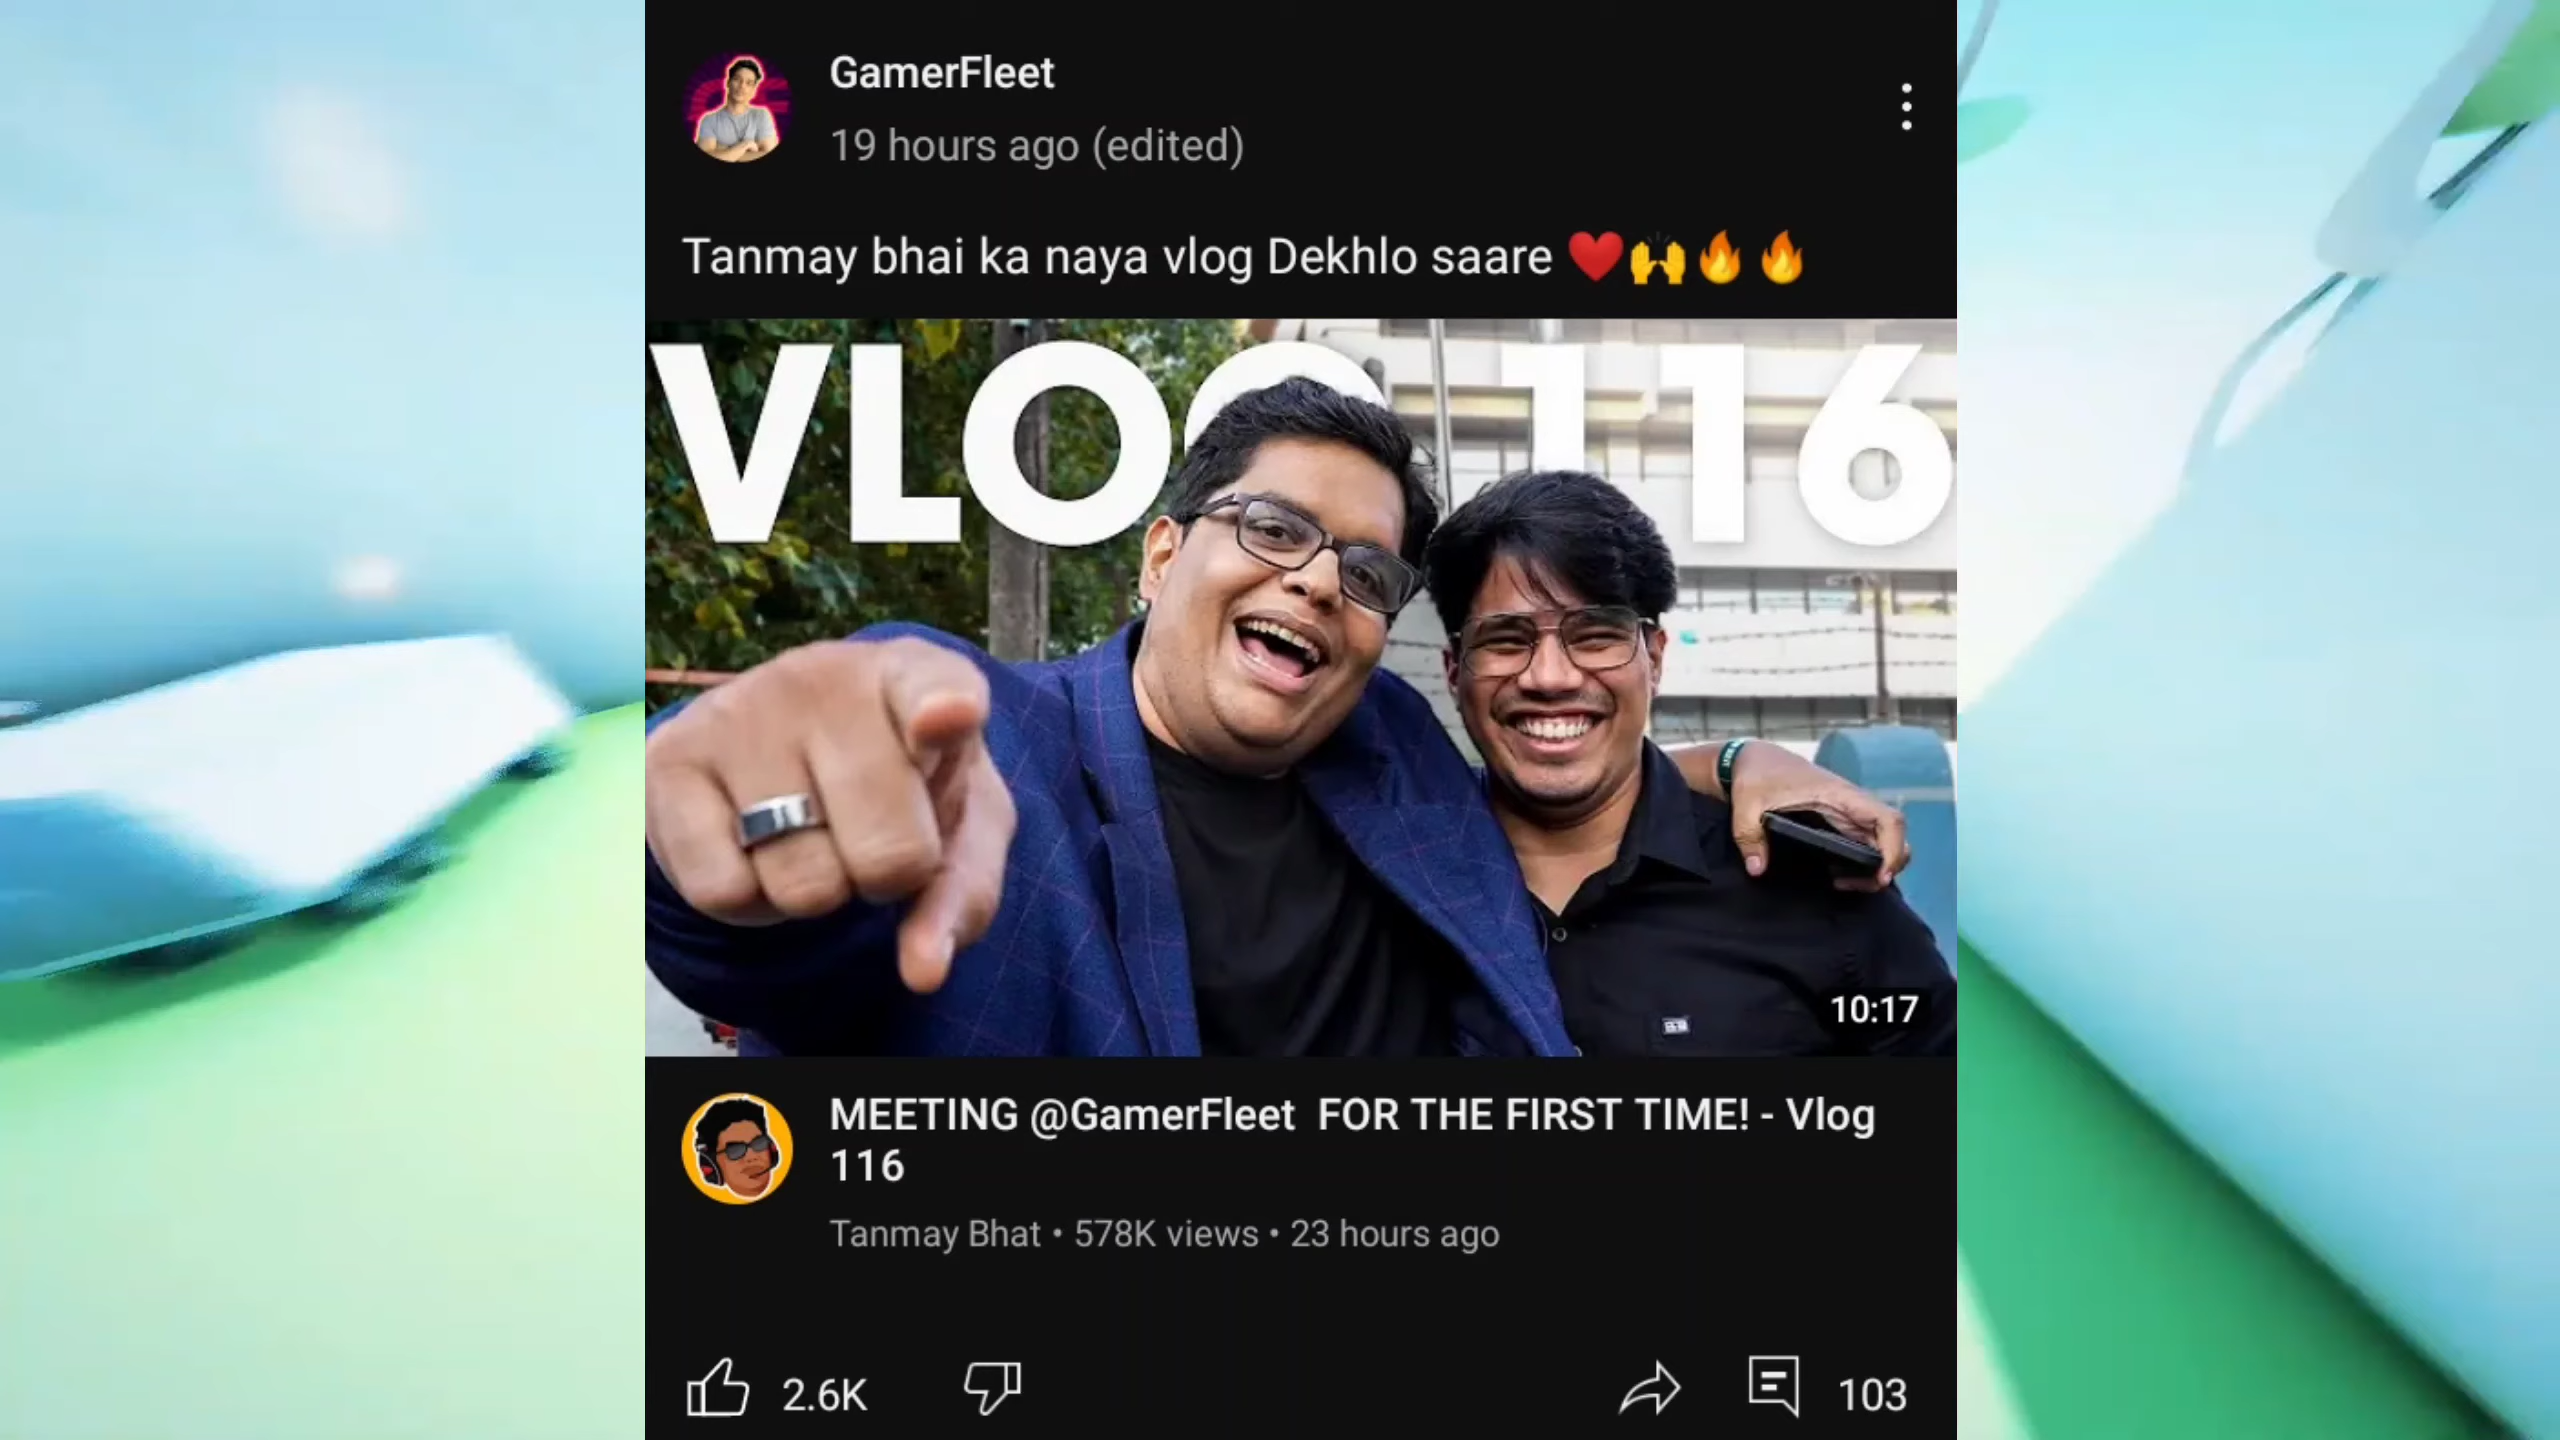 GamerFleet
19 hours ago (edited)
Tanmay bhai ka naya vlog Dekhlo saare ❤️🙌🔥🔥
VLOG 116
10:17
MEETING @GamerFleet FOR THE FIRST TIME! - Vlog
116
Tanmay Bhat • 578K views • 23 hours ago
2.6K
103